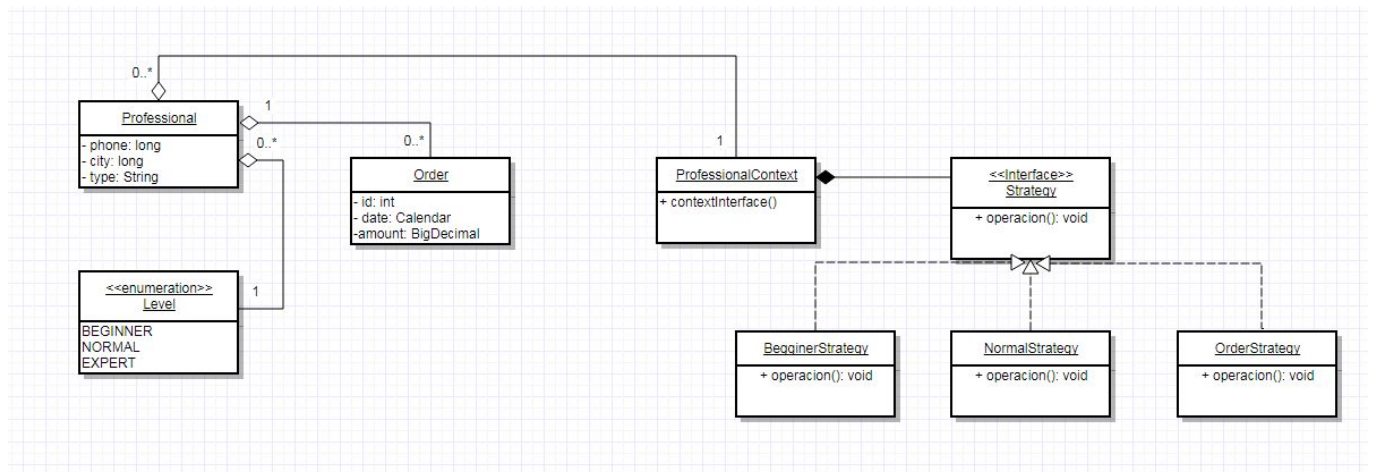 0..*
Professional
- phone: long
- city: long
- type: String
1
0..*
0..*
Order
- id: int
- date: Calendar
-amount: BigDecimal
1
<<enumeration>>
Level
BEGINNER
NORMAL
EXPERT
1
ProfessionalContext
+ contextInterface()
<<Interface>>
Strategy
+ operacion(): void
BegginerStrategy
+ operacion(): void
NormalStrategy
+ operacion(): void
OrderStrategy
+ operacion(): void